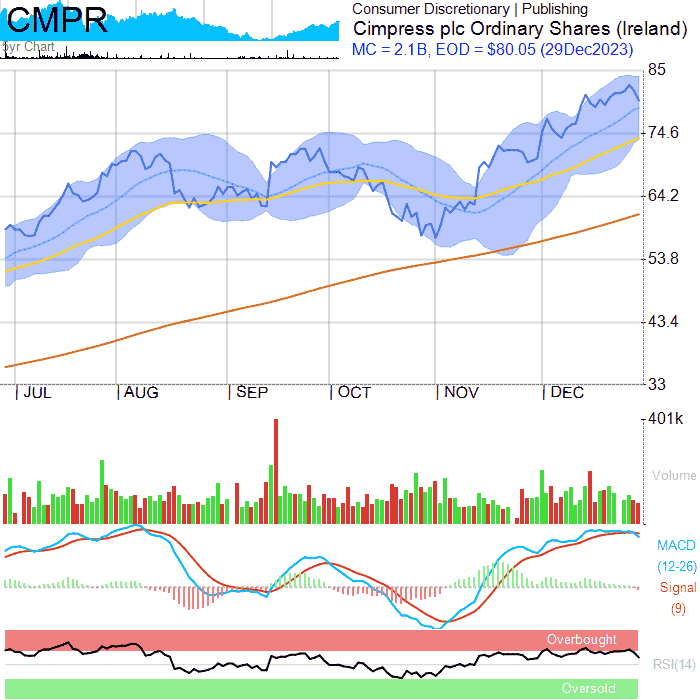 CMPR
5yr Chart
Consumer Discretionary | Publishing
Cimpress plc Ordinary Shares (Ireland)
MC = 2.1B, EOD = $80.05 (29Dec2023)
85
74.6
64.2
53.8
43.4
33
JUL AUG SEP OCT NOV DEC
401k
Volume
MACD
(12-26)
Signal
(9)
Overbought
RSI(14)
Oversold